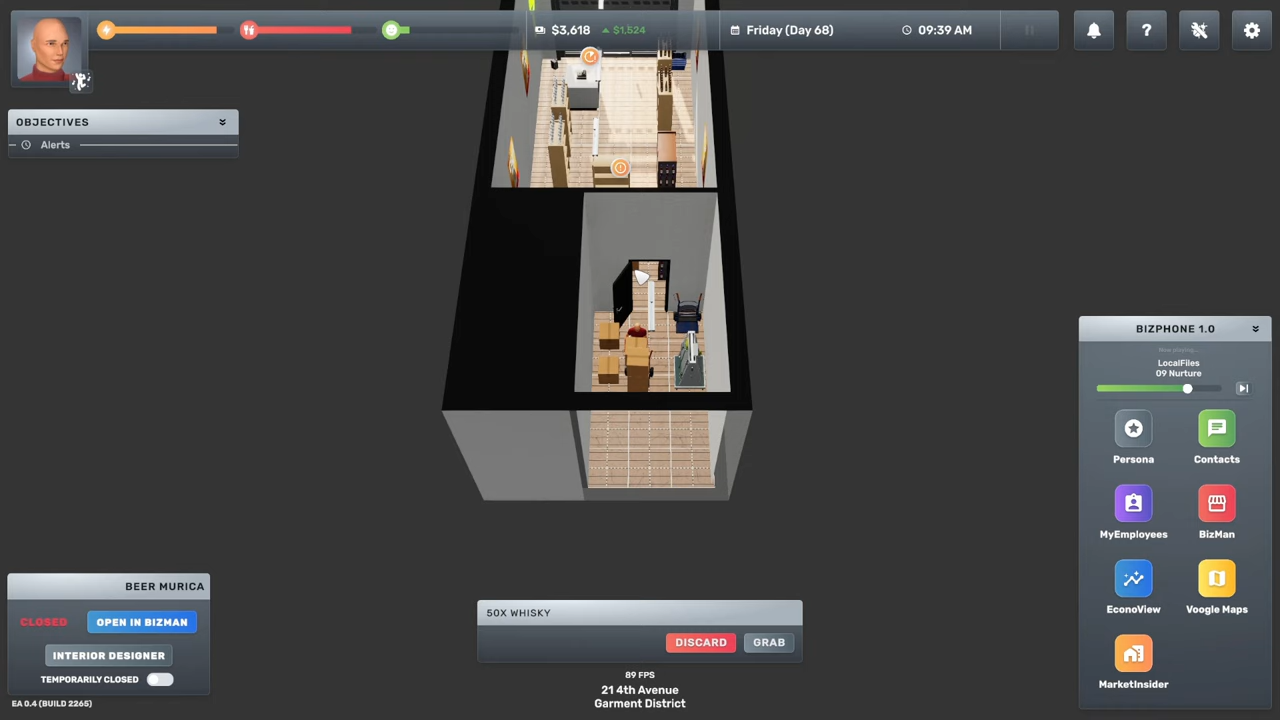 $3,618
$1,524
Friday (Day 68)
09:39 AM
?
OBJECTIVES
Alerts
BIZPHONE 1.0
Now playing...
LocalFiles
09 Nurture
Persona
Contacts
MyEmployees
BizMan
EconoView
Voogle Maps
MarketInsider
BEER MURICA
CLOSED
OPEN IN BIZMAN
INTERIOR DESIGNER
TEMPORARILY CLOSED
EA 0.4 (BUILD 2265)
50X WHISKY
DISCARD
GRAB
89 FPS
21 4th Avenue
Garment District